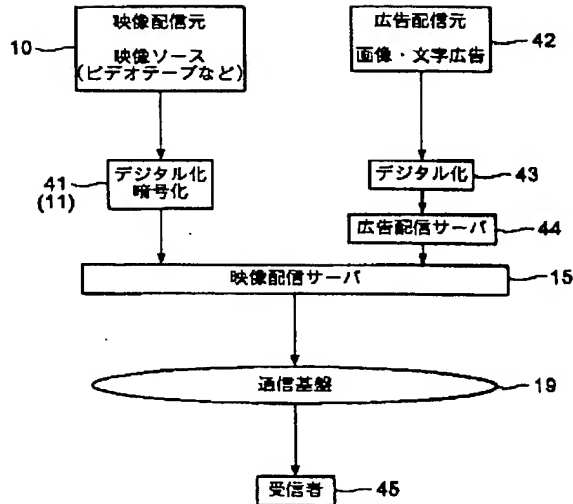 映像配信元
映像ソース
(ビデオテープなど)
10
広告配信元
画像・文字広告
42
デジタル化
暗号化
41
(11)
デジタル化
43
広告配信サーバ
44
映像配信サーバ
15
通信基盤
19
受信者
45